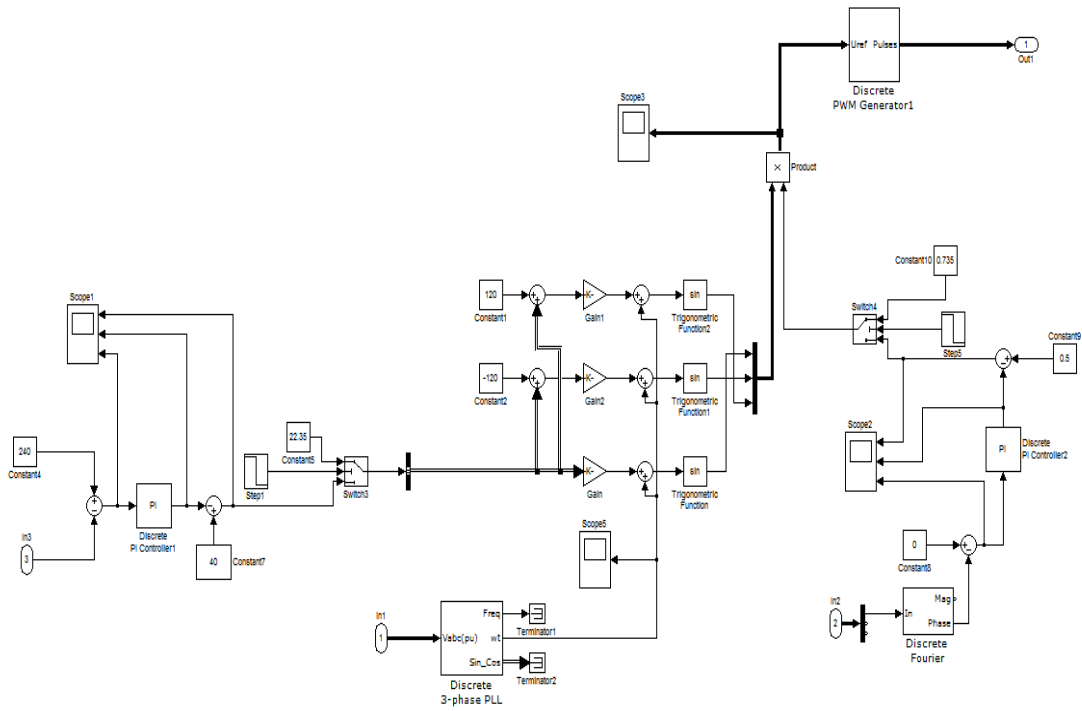 Uref Pulses
Discrete
PWM Generator1
1
Out1
Scope3
×
Product
Constant10
0.735
Switch4
Step5
Constant9
0.5
Scope1
120
Constant1
K-
Gain1
sin
Trigonometric
Function2
-120
Constant2
K-
Gain2
sin
Trigonometric
Function1
Scope2
PI
Discrete
PI Controller2
240
Constant4
22.35
Constant5
Step1
Switch3
K-
Gain
sin
Trigonometric
Function
PI
Discrete
PI Controller1
In3
3
40
Constant7
Scope5
0
Constant8
In1
1
Vabc(pu)
Freq
wt
Sin_Cos
Discrete
3-phase PLL
Terminator1
Terminator2
In2
2
In
Mag
Phase
Discrete
Fourier